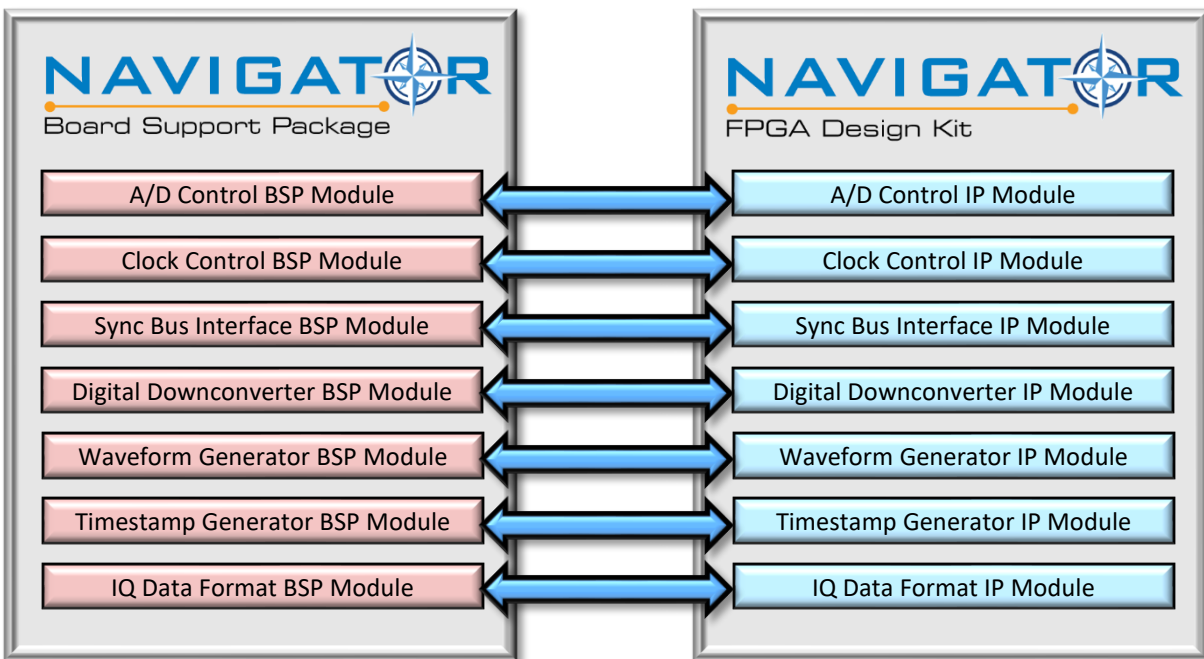 NAVIGATOR
Board Support Package
A/D Control BSP Module
Clock Control BSP Module
Sync Bus Interface BSP Module
Digital Downconverter BSP Module
Waveform Generator BSP Module
Timestamp Generator BSP Module
IQ Data Format BSP Module
NAVIGATOR
FPGA Design Kit
A/D Control IP Module
Clock Control IP Module
Sync Bus Interface IP Module
Digital Downconverter IP Module
Waveform Generator IP Module
Timestamp Generator IP Module
IQ Data Format IP Module